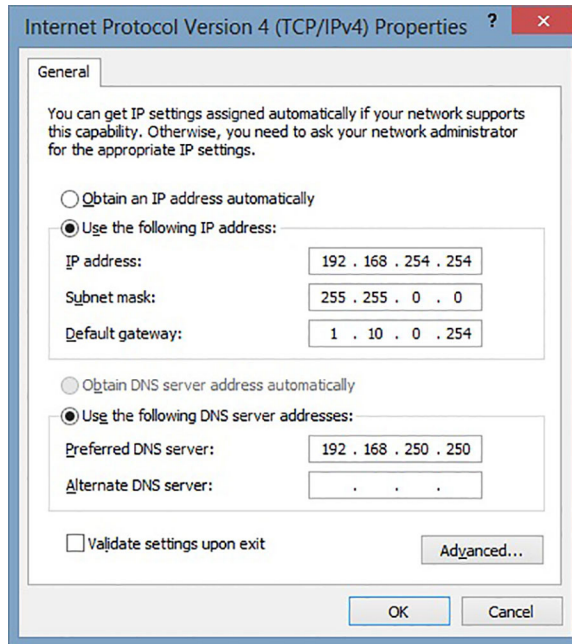 Internet Protocol Version 4 (TCP/IPv4) Properties ?
General
You can get IP settings assigned automatically if your network supports
this capability. Otherwise, you need to ask your network administrator
for the appropriate IP settings.
Obtain an IP address automatically
Use the following IP address:
IP address: 192 . 168 . 254 . 254
Subnet mask: 255 . 255 . 0 . 0
Default gateway: 1 . 10 . 0 . 254
Obtain DNS server address automatically
Use the following DNS server addresses:
Preferred DNS server: 192 . 168 . 250 . 250
Alternate DNS server: . . .
Validate settings upon exit
Advanced...
OK Cancel